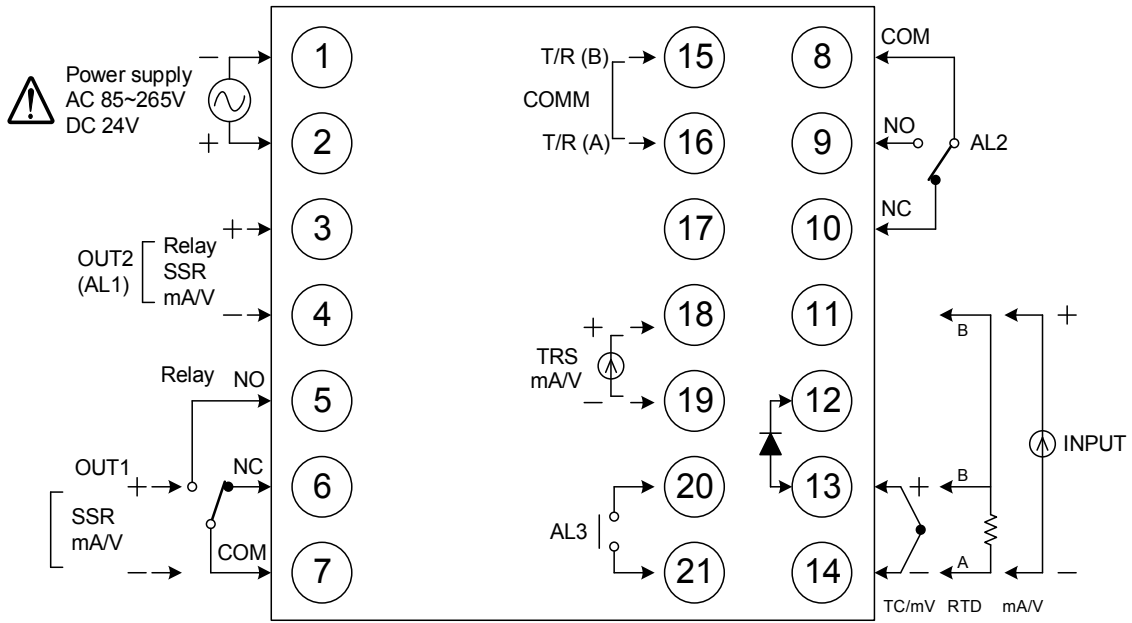 Power supply
AC 85~265V
DC 24V
−
+
1
2
OUT2
(AL1)
Relay
SSR
mA/V
+
−
3
4
Relay
NO
5
OUT1
+
NC
6
SSR
mA/V
−
COM
7
T/R (B)
COMM
T/R (A)
15
16
17
TRS
mA/V
+
−
18
19
AL3
20
21
8
COM
9
NO
AL2
10
NC
11
12
13
14
+
−
B
B
A
+
−
INPUT
TC/mV RTD mA/V